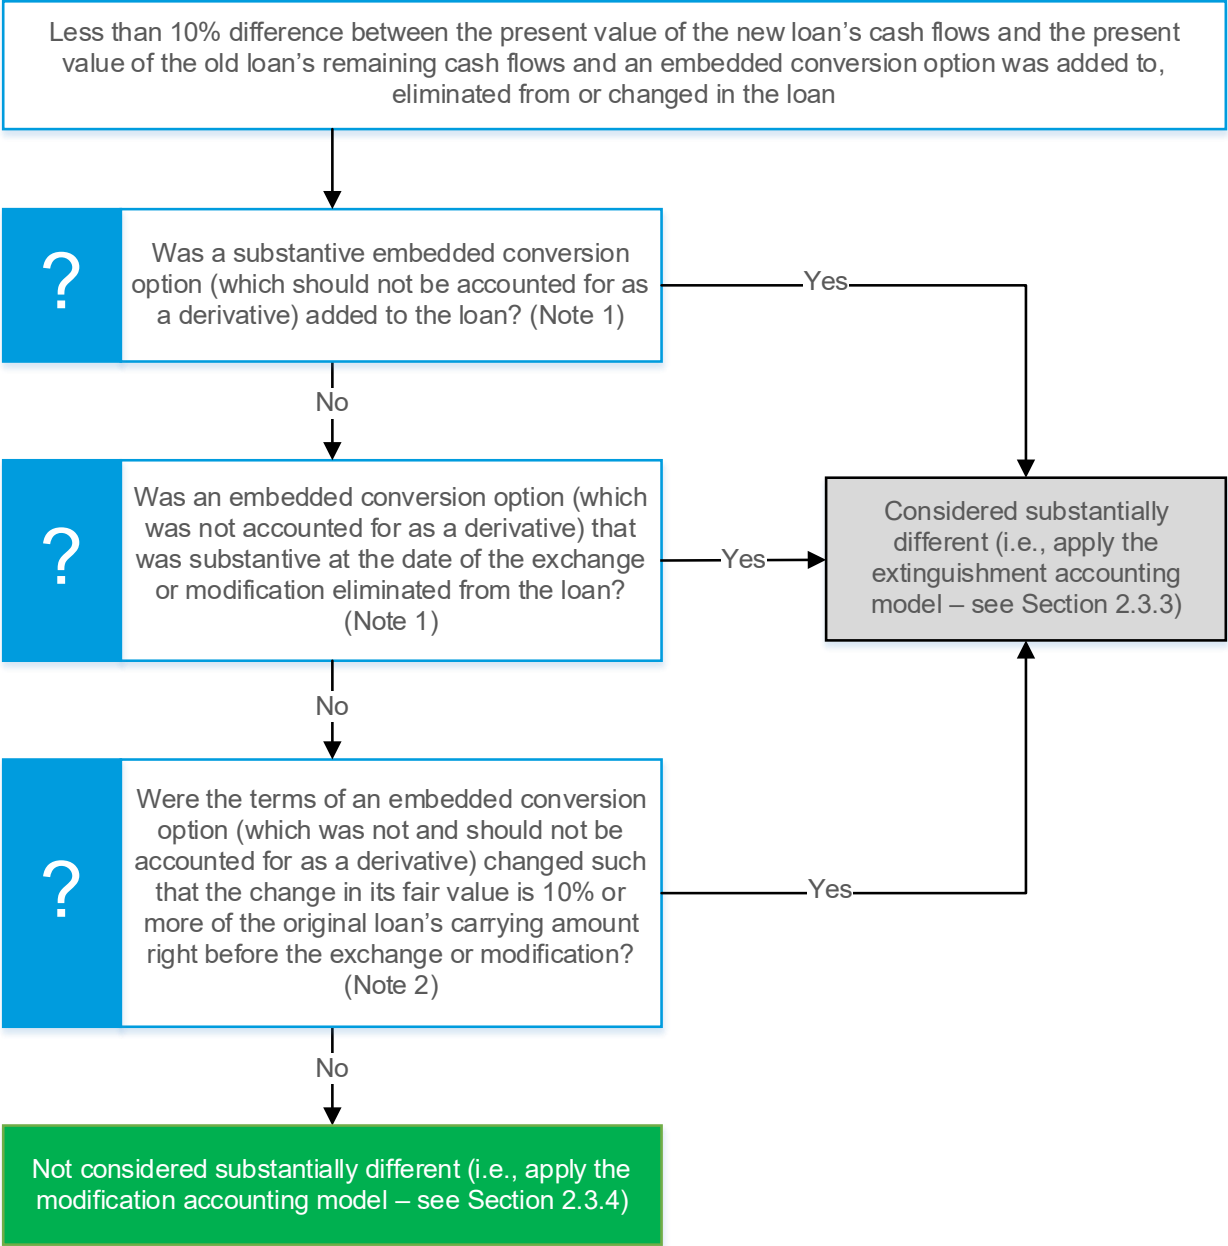 Less than 10% difference between the present value of the new loan’s cash flows and the present
value of the old loan’s remaining cash flows and an embedded conversion option was added to,
eliminated from or changed in the loan
?
Was a substantive embedded conversion
option (which should not be accounted for as
a derivative) added to the loan? (Note 1)
Yes
No
?
Was an embedded conversion option (which
was not accounted for as a derivative) that
was substantive at the date of the exchange
or modification eliminated from the loan?
(Note 1)
Yes
Considered substantially
different (i.e., apply the
extinguishment accounting
model – see Section 2.3.3)
No
?
Were the terms of an embedded conversion
option (which was not and should not be
accounted for as a derivative) changed such
that the change in its fair value is 10% or
more of the original loan’s carrying amount
right before the exchange or modification?
(Note 2)
Yes
No
Not considered substantially different (i.e., apply the
modification accounting model – see Section 2.3.4)